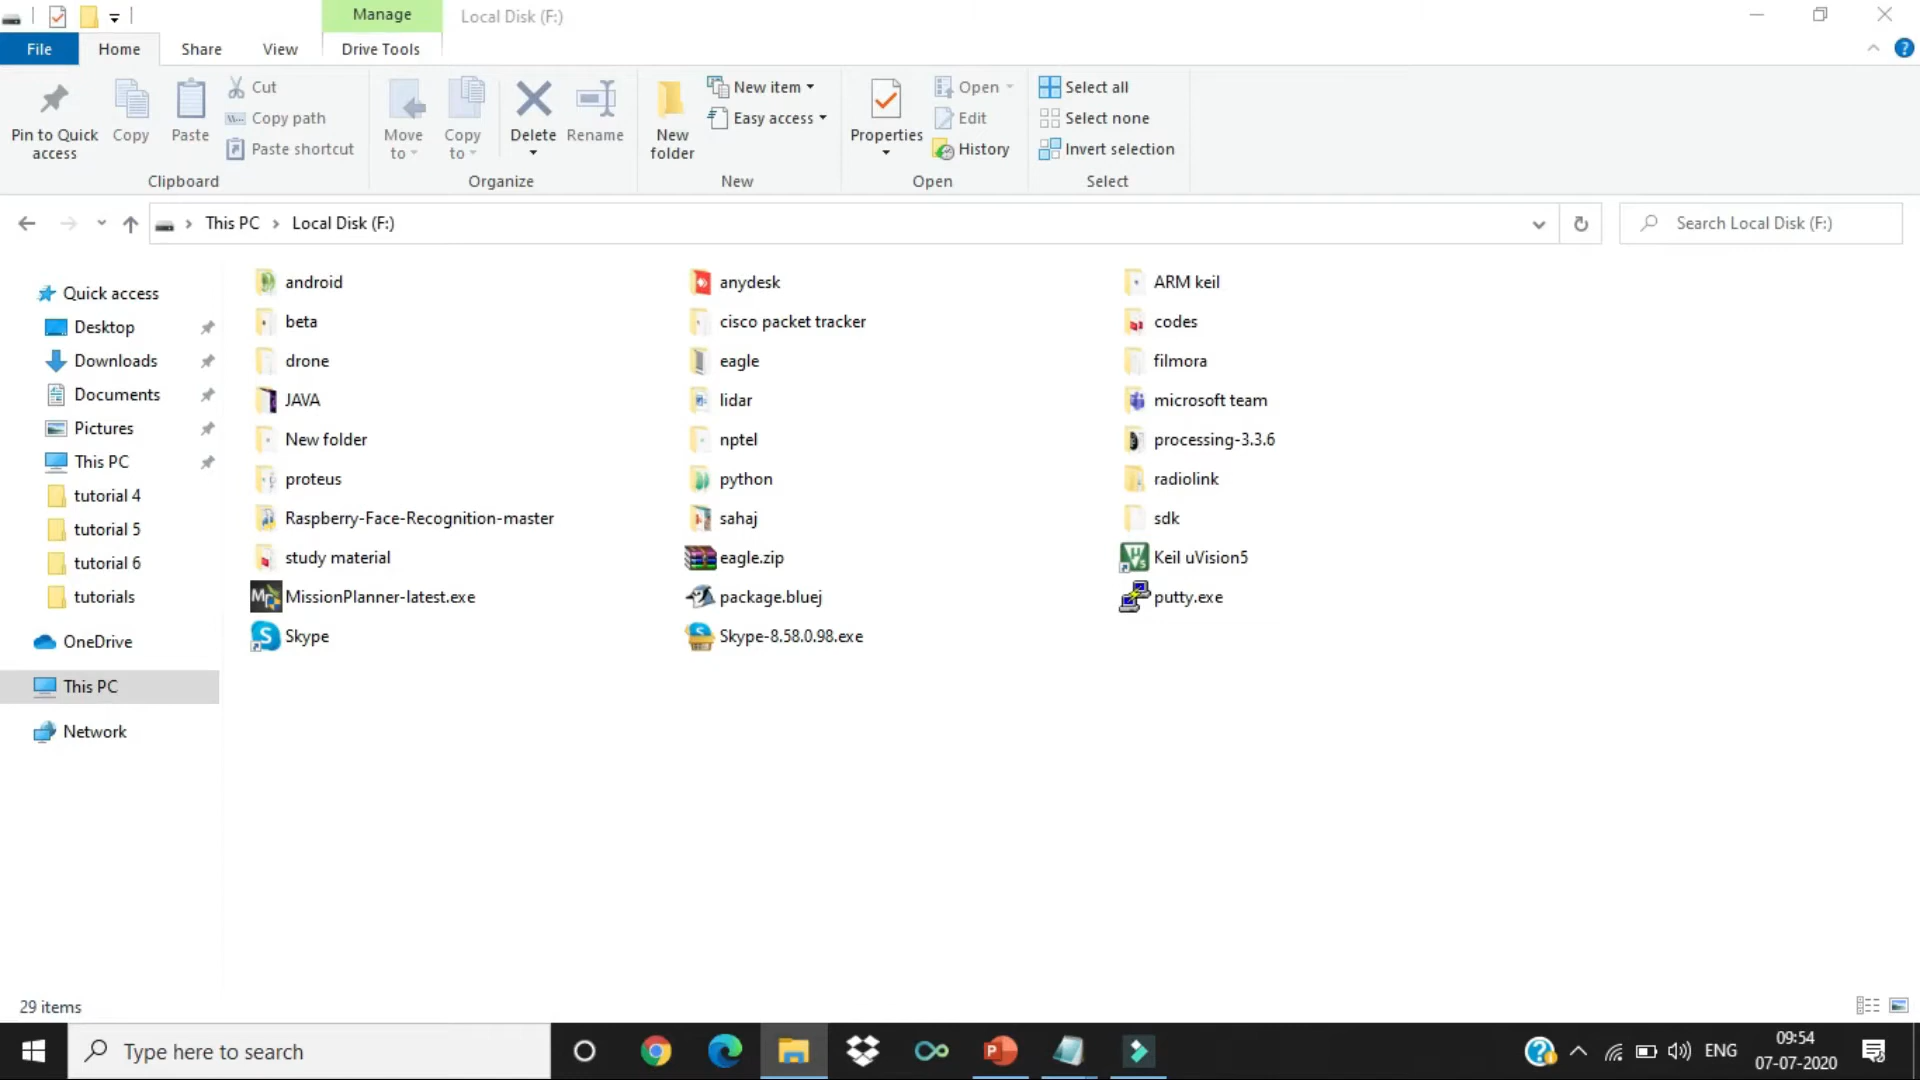 Manage
Local Disk (F:)
File
Home
Share
View
Drive Tools
Pin to Quick
access
Copy
Paste
Cut
Copy path
Paste shortcut
Clipboard
Move
to
Copy
to
Delete
Rename
Organize
New
folder
New item
Easy access
New
Properties
Open
Edit
History
Open
Select all
Select none
Invert selection
Select
This PC
Local Disk (F:)
Search Local Disk (F:)
Quick access
Desktop
Downloads
Documents
Pictures
This PC
tutorial 4
tutorial 5
tutorial 6
tutorials
OneDrive
This PC
Network
android
anydesk
ARM keil
beta
cisco packet tracker
codes
drone
eagle
filmora
JAVA
lidar
microsoft team
New folder
nptel
processing-3.3.6
proteus
python
radiolink
Raspberry-Face-Recognition-master
sahaj
sdk
study material
eagle.zip
Keil uVision5
MissionPlanner-latest.exe
package.bluej
putty.exe
Skype
Skype-8.58.0.98.exe
29 items
Type here to search
ENG
09:54
07-07-2020